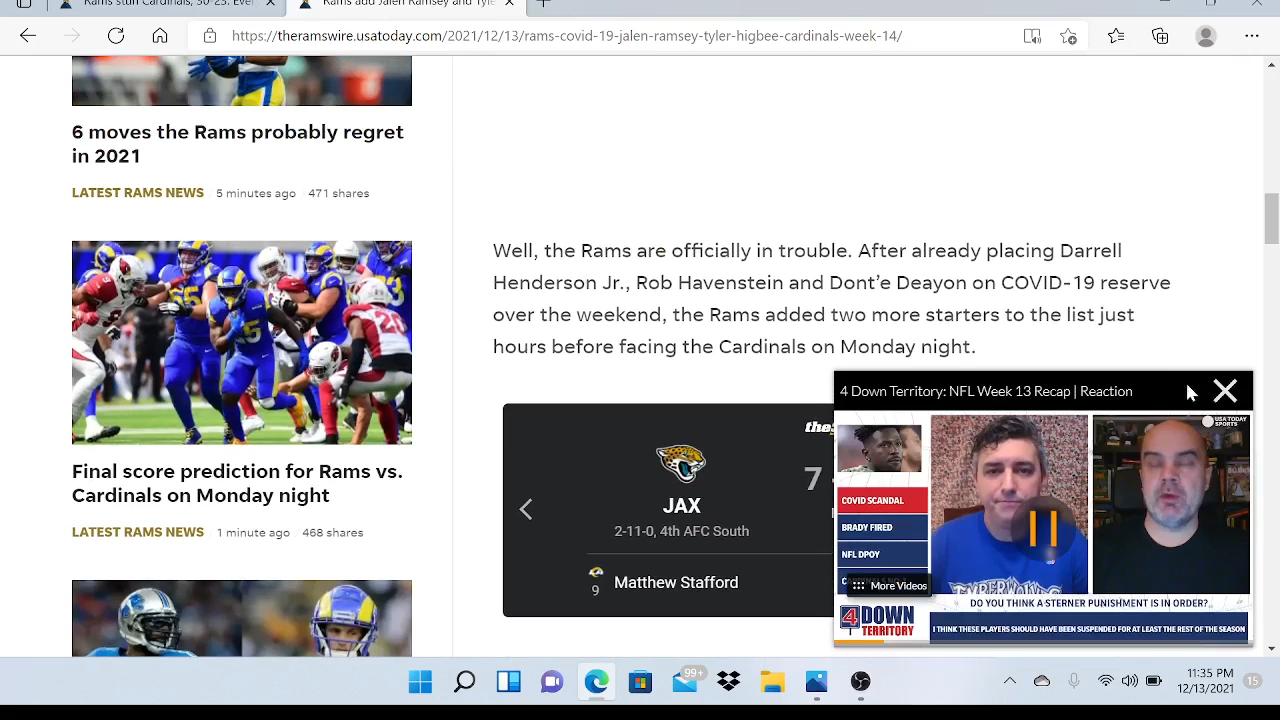 Rams stun Cardinals, 30-23: Eve
Rams add Jalen Ramsey and Tyle
https://theramswire.usatoday.com/2021/12/13/rams-covid-19-jalen-ramsey-tyler-higbee-cardinals-week-14/
6 moves the Rams probably regret
in 2021
LATEST RAMS NEWS 5 minutes ago 471 shares
Final score prediction for Rams vs.
Cardinals on Monday night
LATEST RAMS NEWS 1 minute ago 468 shares
Well, the Rams are officially in trouble. After already placing Darrell
Henderson Jr., Rob Havenstein and Dont’e Deayon on COVID-19 reserve
over the weekend, the Rams added two more starters to the list just
hours before facing the Cardinals on Monday night.
7
JAX
2-11-0, 4th AFC South
9
Matthew Stafford
4 Down Territory: NFL Week 13 Recap | Reaction
USA TODAY
SPORTS
COVID SCANDAL
BRADY FIRED
NFL DPOY
More Videos
DO YOU THINK A STERNER PUNISHMENT IS IN ORDER?
4 DOWN
TERRITORY
I THINK THESE PLAYERS SHOULD HAVE BEEN SUSPENDED FOR AT LEAST THE REST OF THE SEASON
99+
11:35 PM
12/13/2021
15